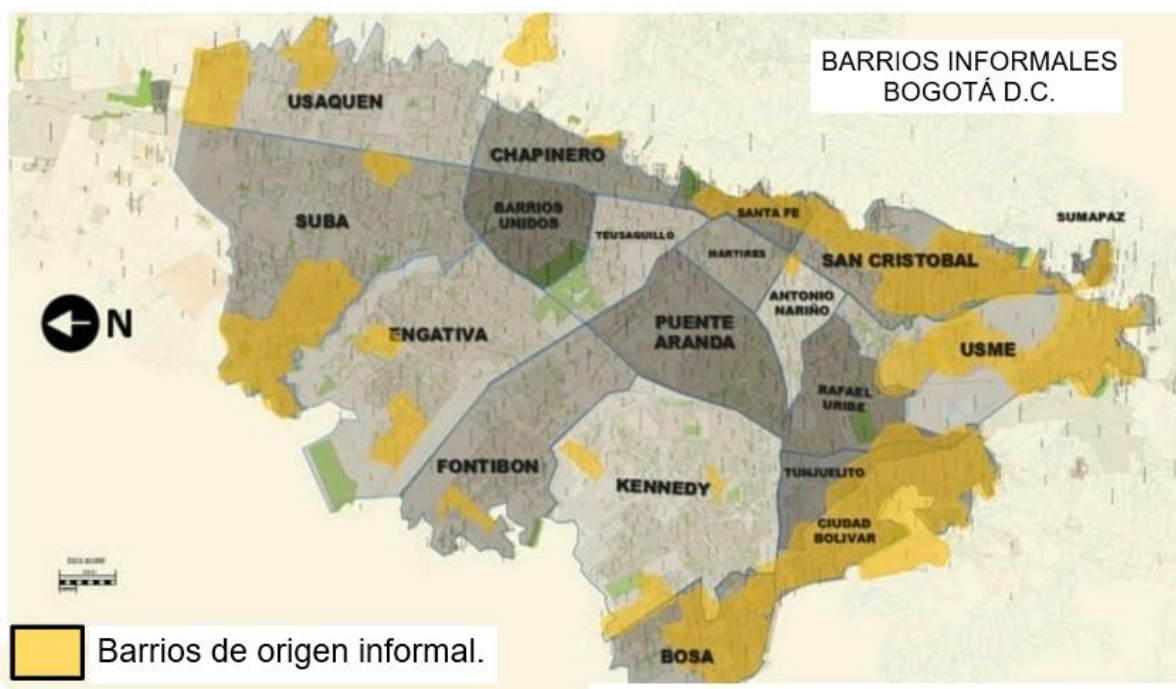 BARRIOS INFORMALES
BOGOTÁ D.C.
USAQUEN
CHAPINERO
SUBA
BARRIOS
UNIDOS
TEUSAQUILLO
SANTA FE
SUMAPAZ
MARTIRES
SAN CRISTOBAL
N
ENGATIVA
PUENTE
ARANDA
ANTONIO
NARIÑO
USME
RAFAEL
URIBE
FONTIBON
KENNEDY
TUNJUELITO
CIUDAD
BOLIVAR
BOSA
Barrios de origen informal.